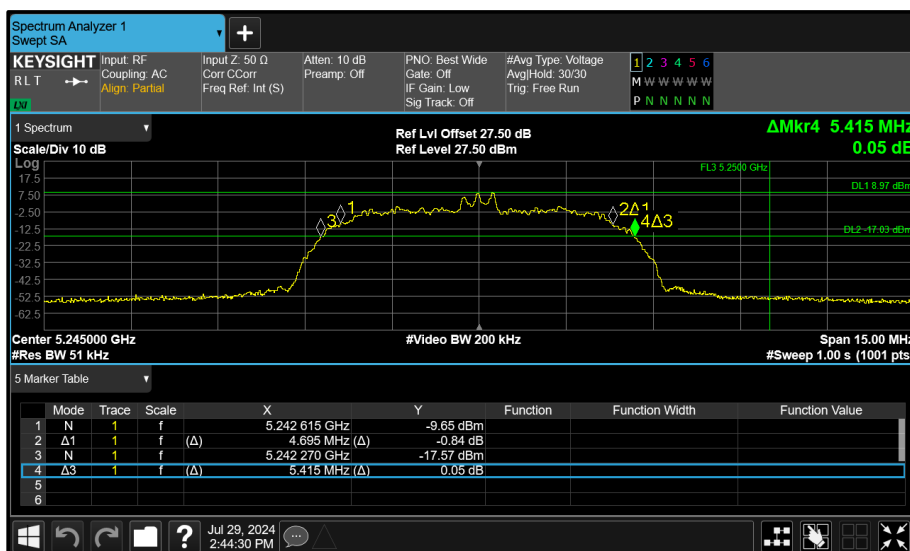 Spectrum Analyzer 1
Swept SA
KEYSIGHT
RLT
LXI
Input: RF
Coupling: AC
Align: Partial
Input Z: 50 Ω
Corr CCorr
Freq Ref: Int (S)
Atten: 10 dB
Preamp: Off
PNO: Best Wide
Gate: Off
IF Gain: Low
Sig Track: Off
#Avg Type: Voltage
Avg|Hold: 30/30
Trig: Free Run
1 2 3 4 5 6
M W W W W W
P N N N N N
1 Spectrum
Scale/Div 10 dB
Ref Lvl Offset 27.50 dB
Ref Level 27.50 dBm
ΔMkr4 5.415 MHz
0.05 dB
Log
17.5
7.50
-2.50
-12.5
-22.5
-32.5
-42.5
-52.5
-62.5
FL3 5.2500 GHz
DL1 8.97 dBm
DL2 -17.03 dBm
1
3
2Δ1
4Δ3
Center 5.245000 GHz
#Video BW 200 kHz
Span 15.00 MHz
#Res BW 51 kHz
#Sweep 1.00 s (1001 pts
5 Marker Table
Mode Trace Scale X Y Function Function Width Function Value
1 N 1 f 5.242 615 GHz -9.65 dBm
2 Δ1 1 f (Δ) 4.695 MHz (Δ) -0.84 dB
3 N 1 f 5.242 270 GHz -17.57 dBm
4 Δ3 1 f (Δ) 5.415 MHz (Δ) 0.05 dB
5
6
?
Jul 29, 2024
2:44:30 PM